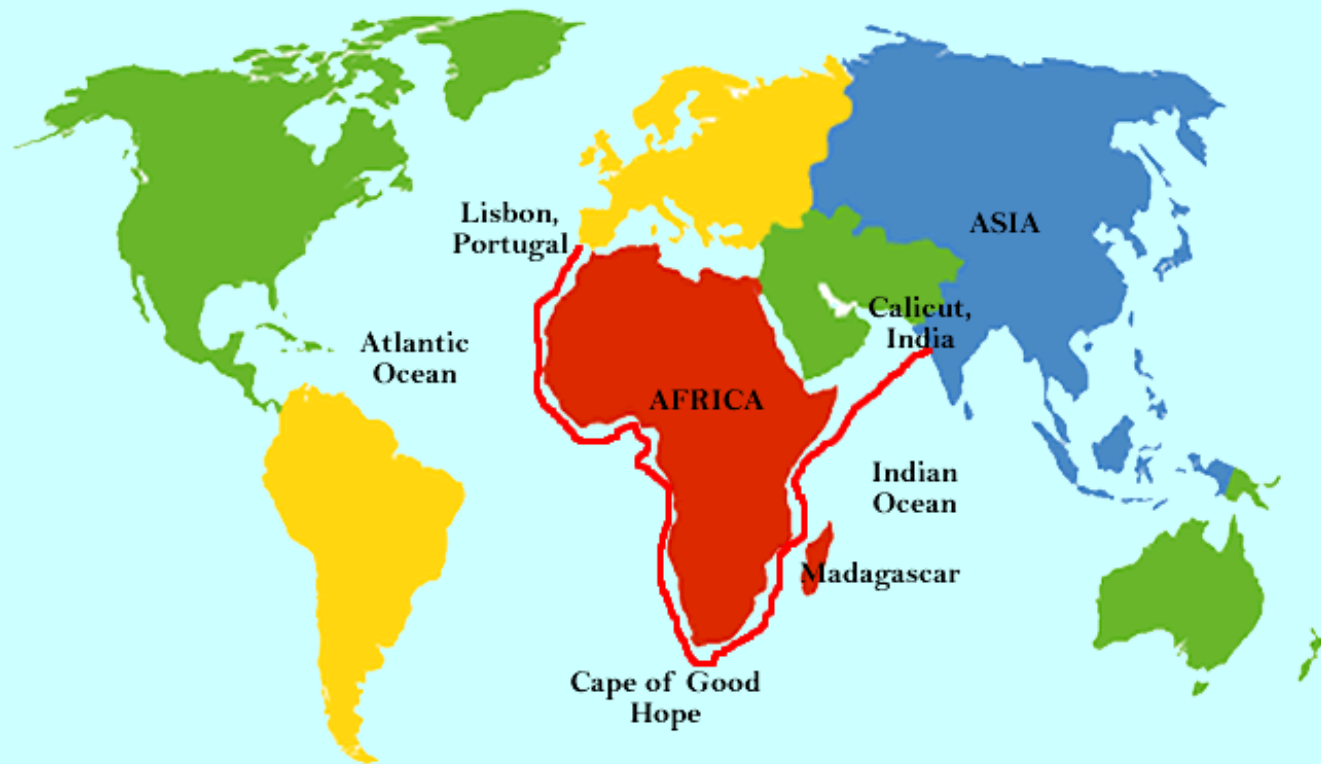 Lisbon,
Portugal
ASIA
Calicut,
India
Atlantic
Ocean
AFRICA
Indian
Ocean
Madagascar
Cape of Good
Hope